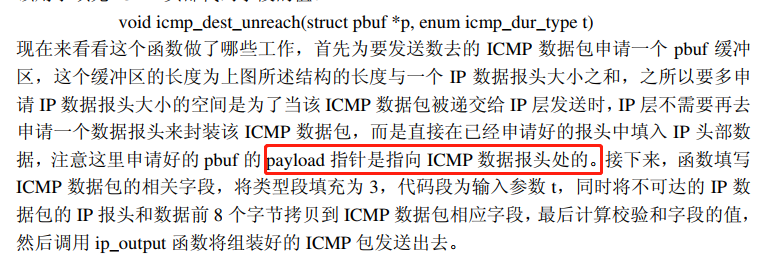 void icmp_dest_unreach(struct pbuf *p, enum icmp_dur_type t)
现在来看看这个函数做了哪些工作，首先为要发送数去的 ICMP 数据包申请一个 pbuf 缓冲
区，这个缓冲区的长度为上图所述结构的长度与一个 IP 数据报头大小之和，之所以要多申
请 IP 数据报头大小的空间是为了当该 ICMP 数据包被递交给 IP 层发送时，IP 层不需要再去
申请一个数据报头来封装该 ICMP 数据包，而是直接在已经申请好的报头中填入 IP 头部数
据，注意这里申请好的 pbuf 的 payload 指针是指向 ICMP 数据报头处的。接下来，函数填写
ICMP 数据包的相关字段，将类型段填充为 3，代码段为输入参数 t，同时将不可达的 IP 数
据包的 IP 报头和数据前 8 个字节拷贝到 ICMP 数据包相应字段，最后计算校验和字段的值，
然后调用 ip_output 函数将组装好的 ICMP 包发送出去。